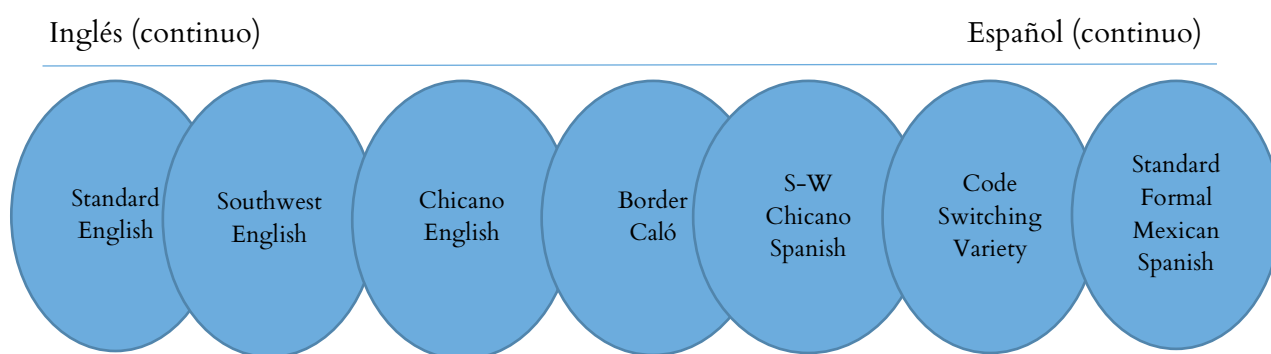 Inglés (continuo)
Español (continuo)
Standard
English
Southwest
English
Chicano
English
Border
Caló
S-W
Chicano
Spanish
Code
Switching
Variety
Standard
Formal
Mexican
Spanish